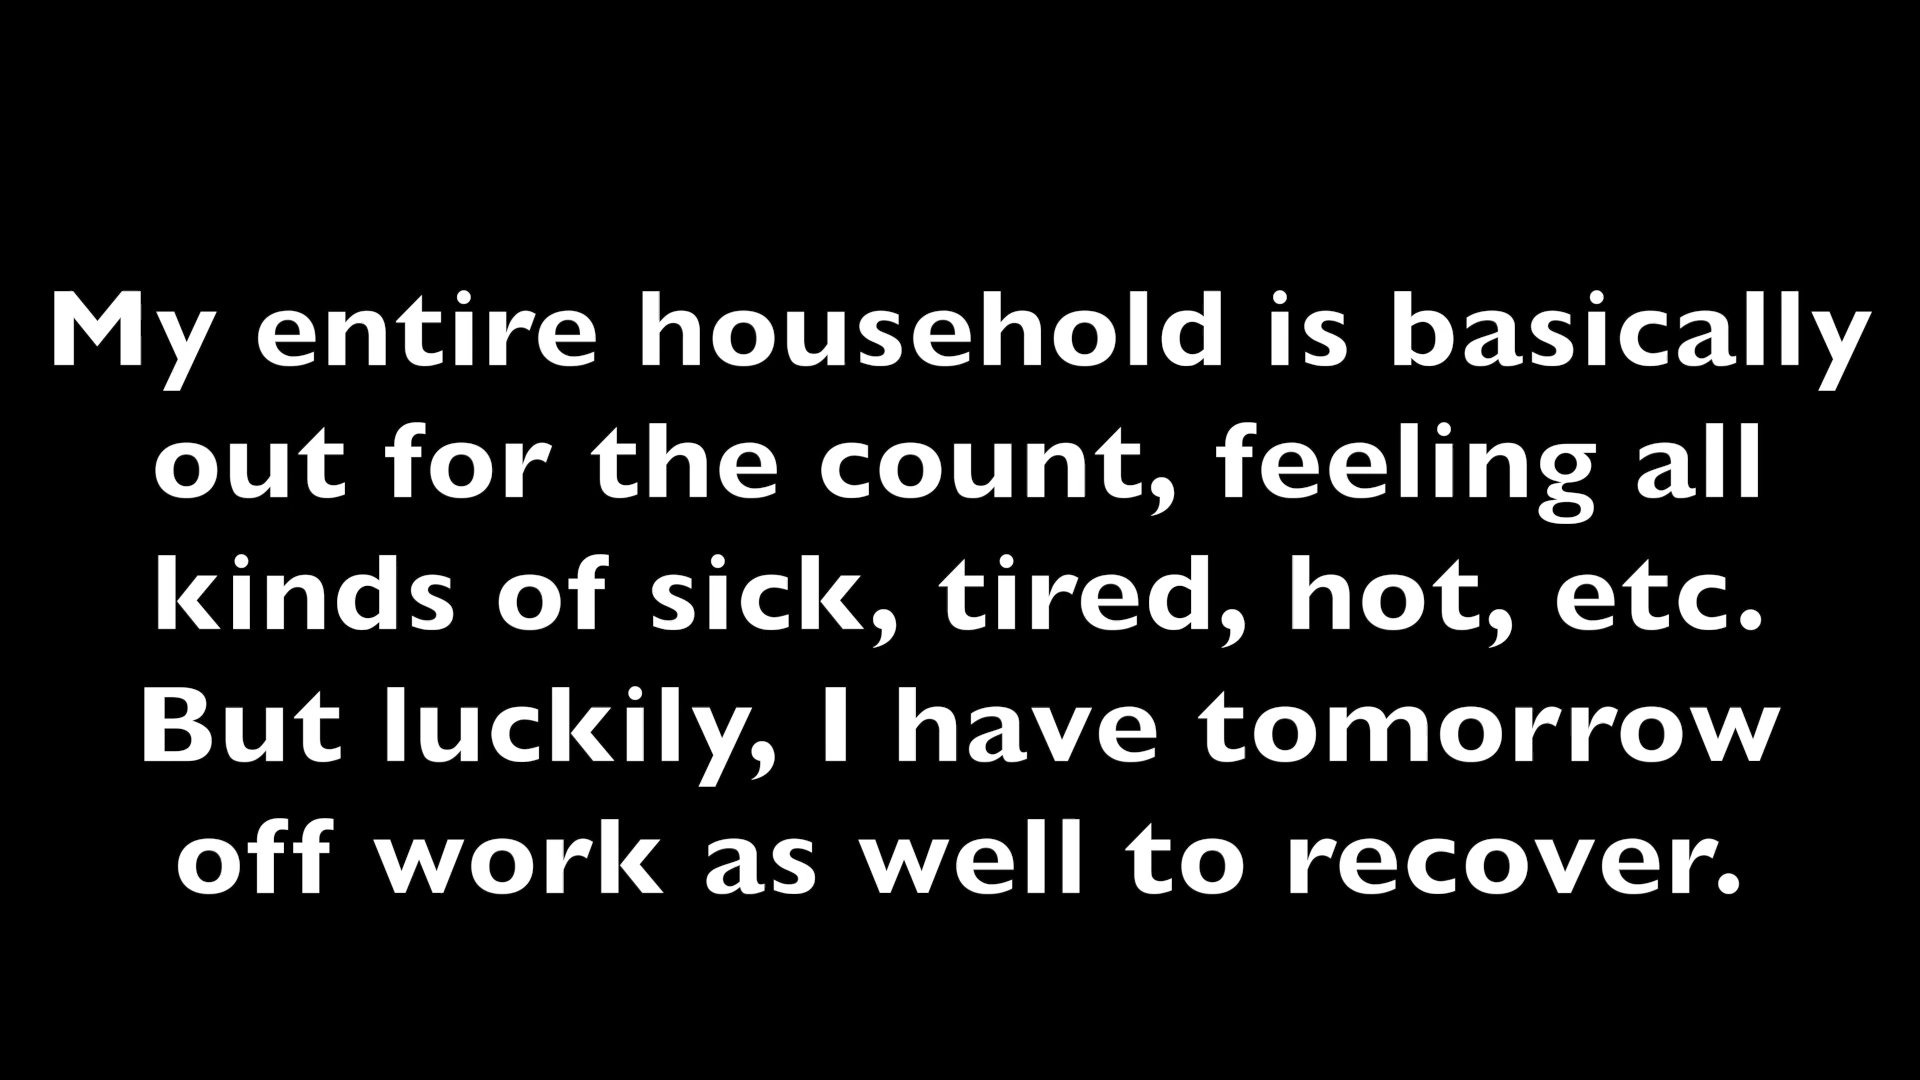 My entire household is basically
out for the count, feeling all
kinds of sick, tired, hot, etc.
But luckily, I have tomorrow
off work as well to recover.